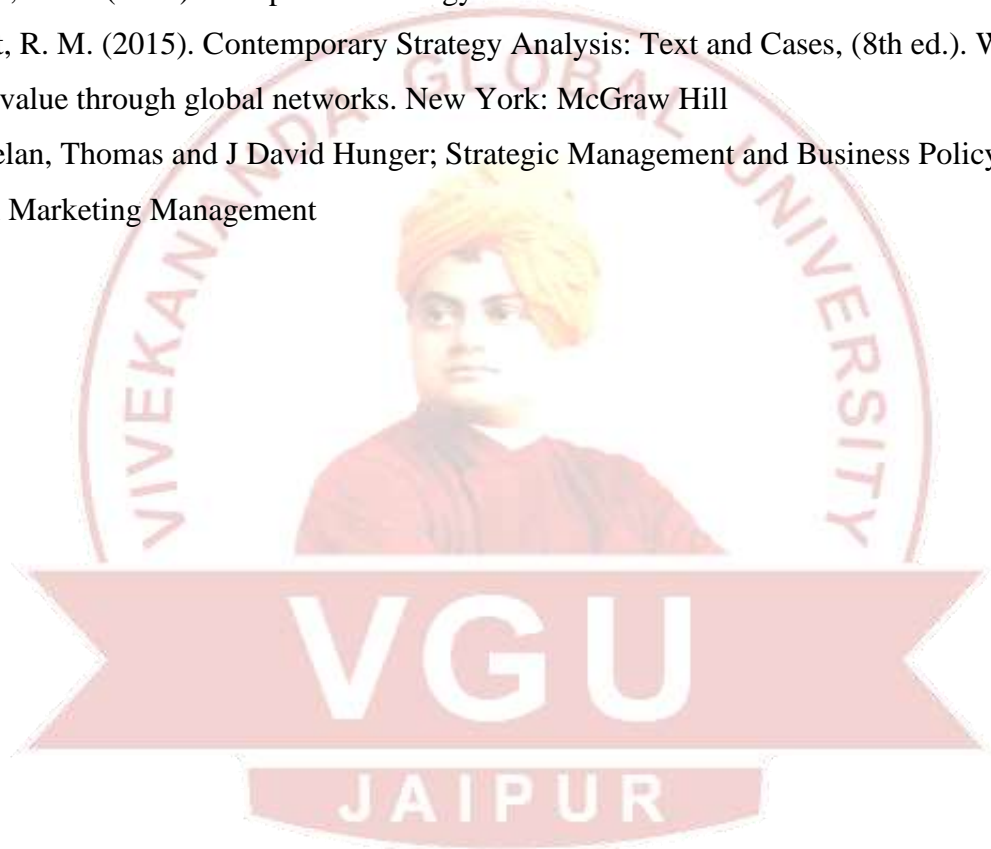 R. M. (2015). Contemporary Strategy Analysis: Text and Cases, (8th ed.).
value through global networks. New York: McGraw Hill
Thomas and J David Hunger; Strategic Management and Business Policy
Marketing Management
VIVEKANANDA GLOBAL UNIVERSITY
VGU
JAIPUR